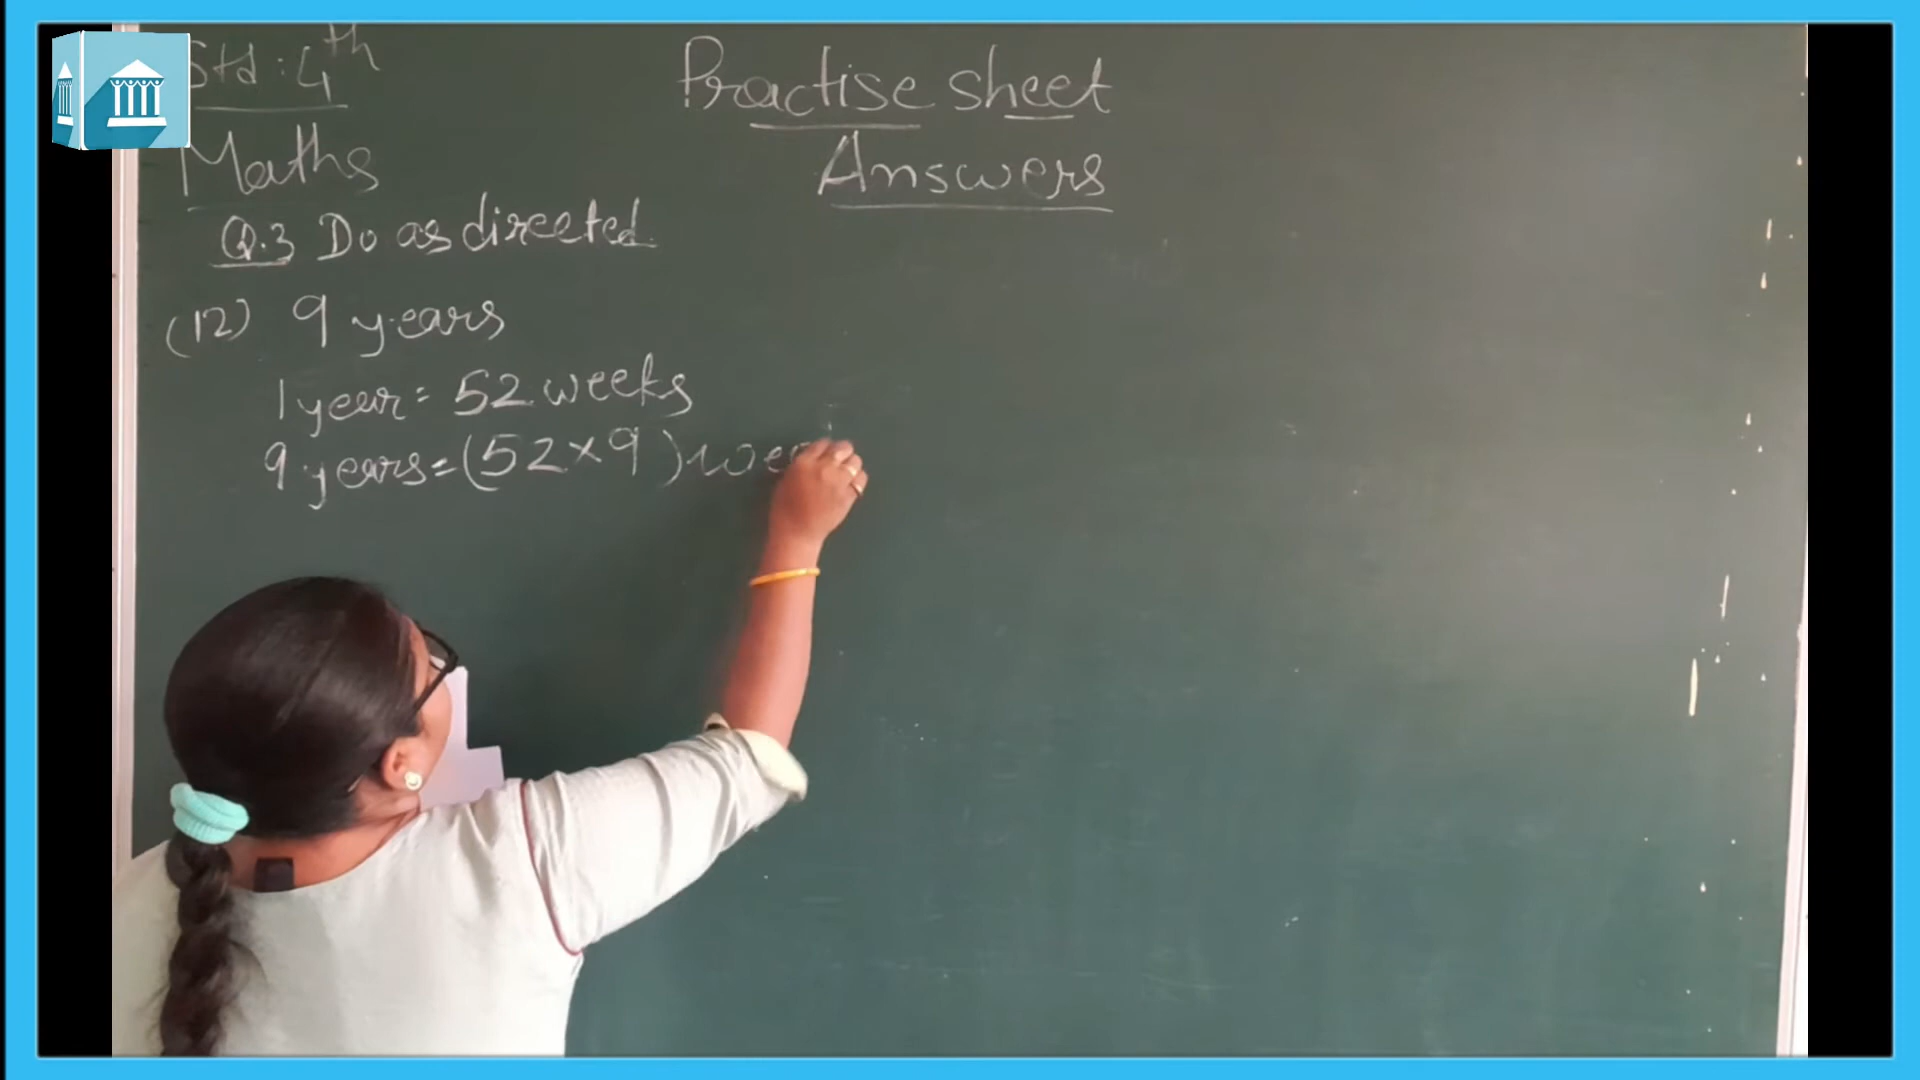 Std : 4th
Practise sheet
Maths
Answers
Q.3 Do as directed.
(12) 9 years
1 year = 52 weeks
9 years = (52×9) wee